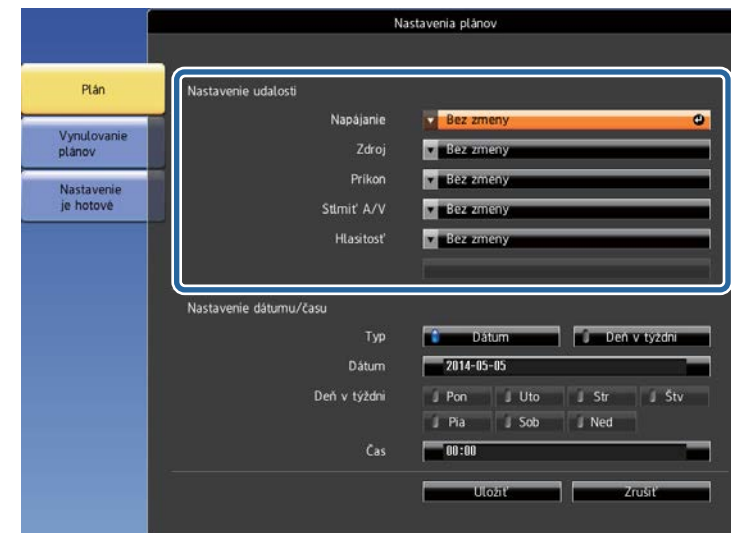 Nastavenia plánov
Plán
Vynulovanie
plánov
Nastavenie
je hotové
Nastavenie udalosti
Napájanie Bez zmeny
Zdroj Bez zmeny
Príkon Bez zmeny
Stlmiť A/V Bez zmeny
Hlasitosť Bez zmeny
Nastavenie dátumu/času
Typ Dátum Deň v týždni
Dátum 2014-05-05
Deň v týždni Pon Uto Str Štv
Pia Sob Ned
Čas 00:00
Uložiť Zrušiť